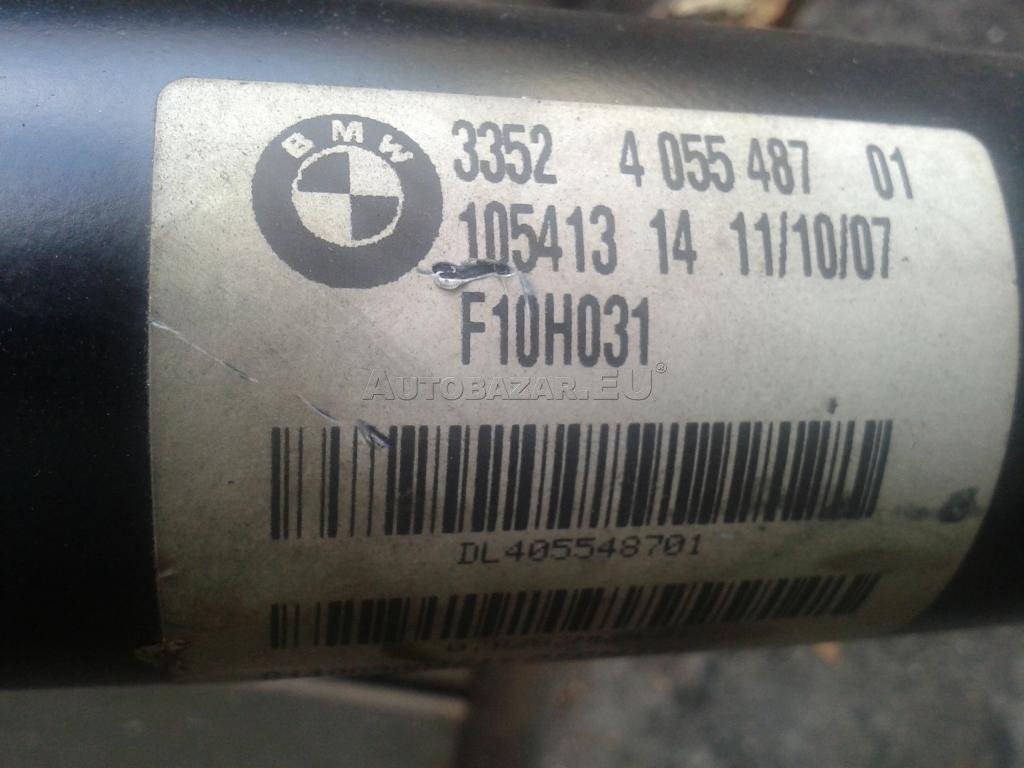 BMW
3352 4 055 487 01
105413 14 11/10/07
F10H031
AUTOBAZAR.EU®
DL405548701